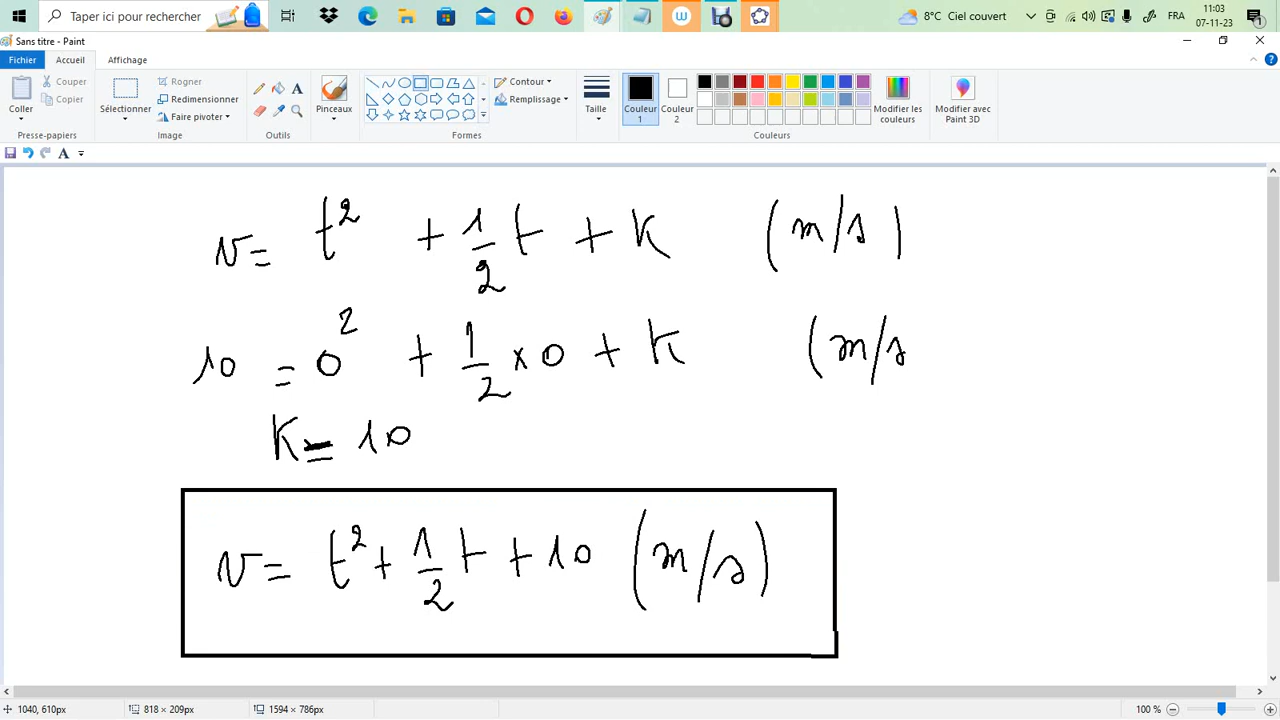 Taper ici pour rechercher
8°C Ciel couvert
FRA
11:03
07-11-23
1
Sans titre - Paint
Fichier Accueil Affichage
?
Coller
Couper
Copier
Presse-papiers
Sélectionner
Rogner
Redimensionner
Faire pivoter
Image
A
Outils
Pinceaux
Contour
Remplissage
Formes
Taille
Couleur 1
Couleur 2
Modifier les couleurs
Couleurs
Modifier avec Paint 3D
A
v = t² + 1/2 t + k (m/s)
10 = 0² + 1/2 × 0 + k (m/s
k = 10
v = t² + 1/2 t + 10 (m/s)
1040, 610px
818 × 209px
1594 × 786px
100 %